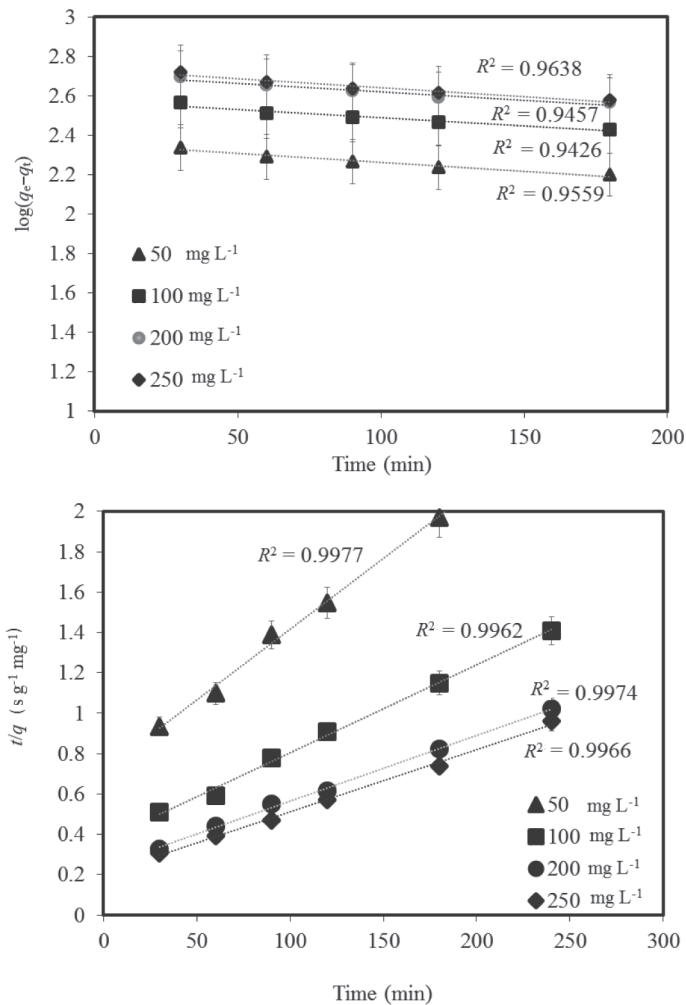 3
2.8
2.6
2.4
2.2
2
1.8
1.6
1.4
1.2
1
log(qe−qt)
R² = 0.9638
R² = 0.9457
R² = 0.9426
R² = 0.9559
50 mg L-1
100 mg L-1
200 mg L-1
250 mg L-1
0 50 100 150 200
Time (min)
2
1.8
1.6
1.4
1.2
1
0.8
0.6
0.4
0.2
0
t/q ( s g-1 mg-1)
R² = 0.9977
R² = 0.9962
R² = 0.9974
R² = 0.9966
50 mg L-1
100 mg L-1
200 mg L-1
250 mg L-1
0 50 100 150 200 250 300
Time (min)